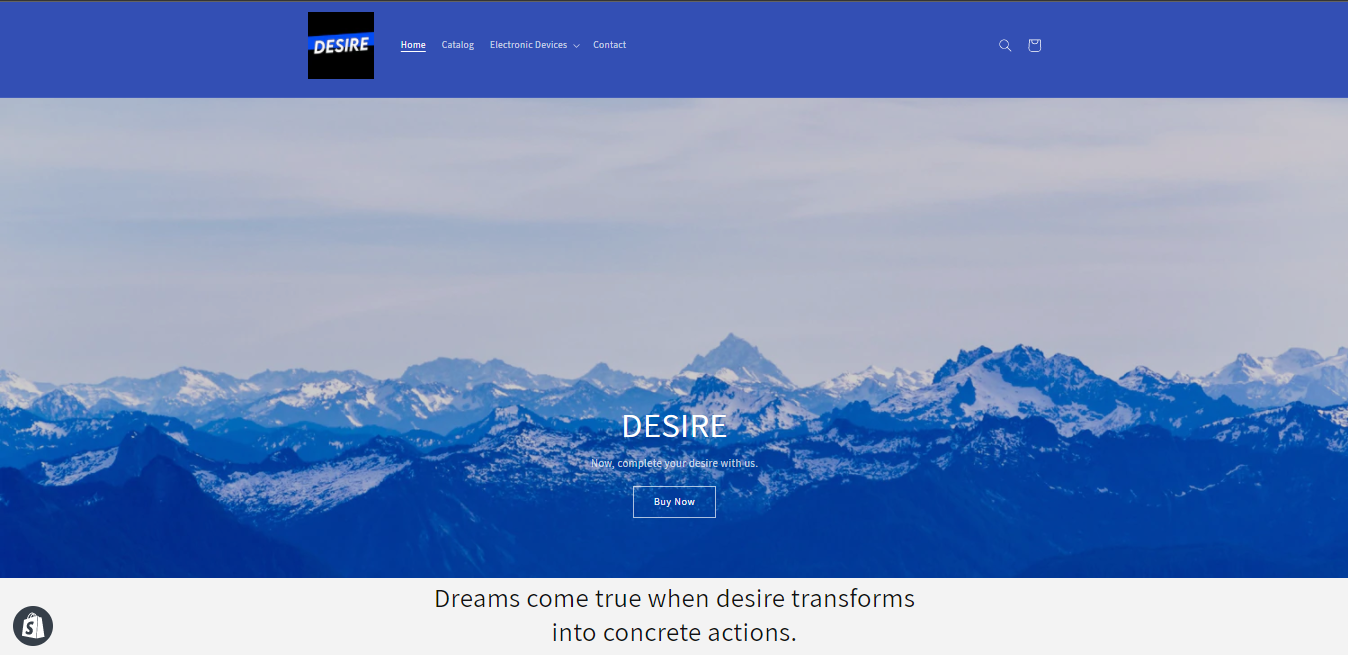 DESIRE
Home
Catalog
Electronic Devices
Contact
DESIRE
Now, complete your desire with us.
Buy Now
Dreams come true when desire transforms
into concrete actions.